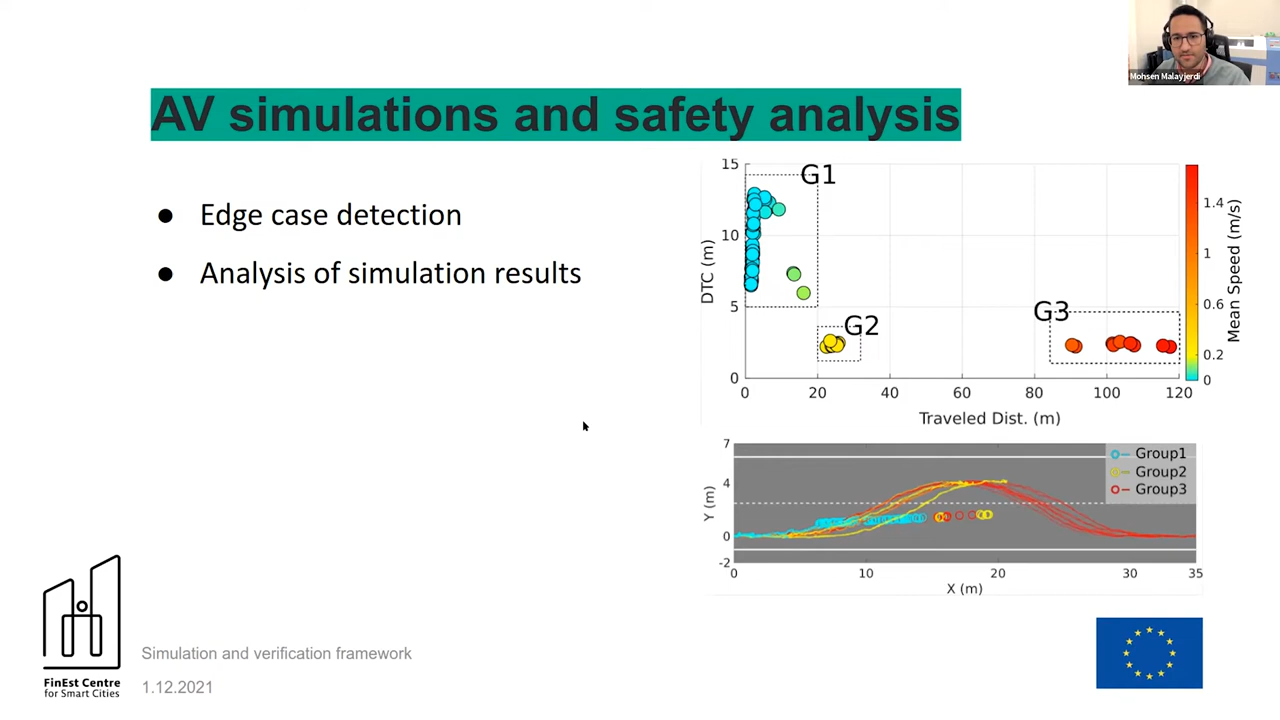 Mohsen Malayjerdi
AV simulations and safety analysis
● Edge case detection
● Analysis of simulation results
15
10
5
0
DTC (m)
G1
G2
G3
0 20 40 60 80 100 120
Traveled Dist. (m)
1.4
1
0.6
0.2
0
Mean Speed (m/s)
7
4
0
-2
Y (m)
Group1
Group2
Group3
0 10 20 30 35
X (m)
FinEst Centre
for Smart Cities
Simulation and verification framework
1.12.2021